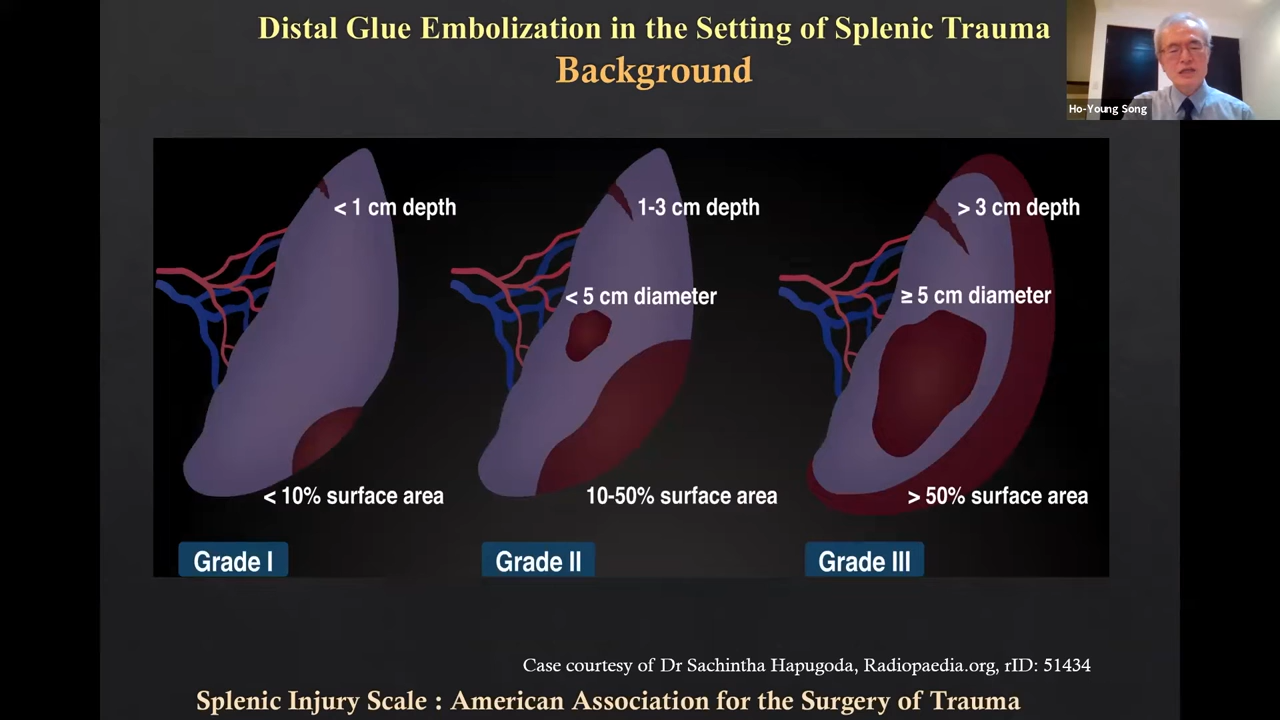 Distal Glue Embolization in the Setting of Splenic Trauma
Background
Ho-Young Song
< 1 cm depth
1-3 cm depth
> 3 cm depth
< 5 cm diameter
≥ 5 cm diameter
< 10% surface area
10-50% surface area
> 50% surface area
Grade I
Grade II
Grade III
Case courtesy of Dr Sachintha Hapugoda, Radiopaedia.org, rID: 51434
Splenic Injury Scale : American Association for the Surgery of Trauma